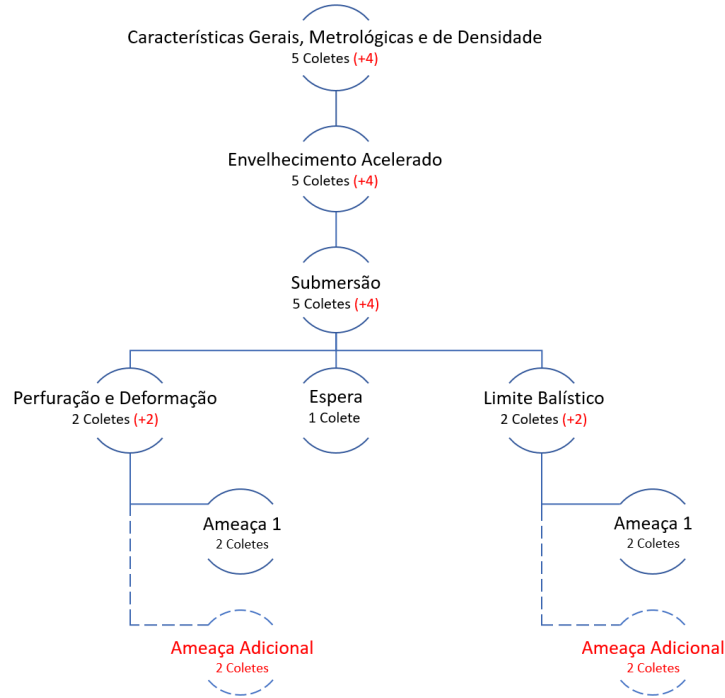 Características Gerais, Metrológicas e de Densidade
5 Coletes (+4)
Envelhecimento Acelerado
5 Coletes (+4)
Submersão
5 Coletes (+4)
Perfuração e Deformação
2 Coletes (+2)
Espera
1 Colete
Limite Balístico
2 Coletes (+2)
Ameaça 1
2 Coletes
Ameaça 1
2 Coletes
Ameaça Adicional
2 Coletes
Ameaça Adicional
2 Coletes